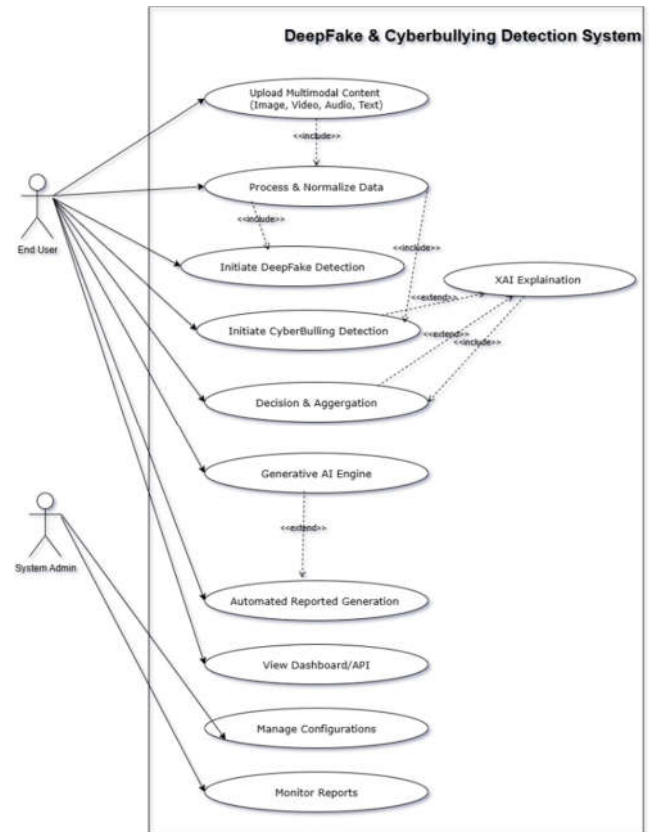 DeepFake & Cyberbullying Detection System
Upload Multimodal Content
(Image, Video, Audio, Text)
<<include>>
Process & Normalize Data
<<include>>
End User
<<include>>
Initiate DeepFake Detection
XAI Explaination
<<extend>>
Initiate CyberBulling Detection
<<extend>>
<<include>>
Decision & Aggergation
Generative AI Engine
<<extend>>
System Admin
Automated Reported Generation
View Dashboard/API
Manage Configurations
Monitor Reports